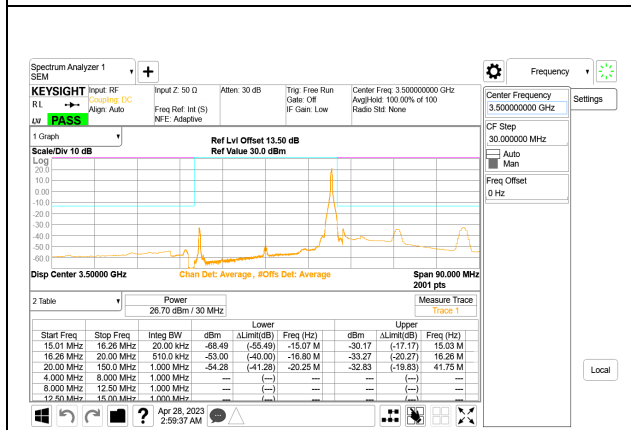 Spectrum Analyzer 1
SEM
Frequency
KEYSIGHT
R L
PASS
Input: RF
Coupling: DC
Align: Auto
Input Z: 50 Ω
Freq Ref: Int (S)
NFE: Adaptive
Atten: 30 dB
Trig: Free Run
Gate: Off
IF Gain: Low
Center Freq: 3.500000000 GHz
Avg|Hold: 100.00% of 100
Radio Std: None
Center Frequency
3.500000000 GHz
Settings
CF Step
30.000000 MHz
Auto
Man
Freq Offset
0 Hz
1 Graph
Scale/Div 10 dB
Ref Lvl Offset 13.50 dB
Ref Value 30.0 dBm
Log
20.0
10.0
0.00
-10.0
-20.0
-30.0
-40.0
-50.0
-60.0
Disp Center 3.50000 GHz
Chan Det: Average, #Offs Det: Average
Span 90.000 MHz
2001 pts
2 Table
Power
26.70 dBm / 30 MHz
Measure Trace
Trace 1
Lower Upper
Start Freq Stop Freq Integ BW dBm ΔLimit(dB) Freq (Hz) dBm ΔLimit(dB) Freq (Hz)
15.01 MHz 16.26 MHz 20.00 kHz -68.49 (-55.49) -15.07 M -30.17 (-17.17) 15.03 M
16.26 MHz 20.00 MHz 510.0 kHz -53.00 (-40.00) -16.80 M -33.27 (-20.27) 16.26 M
20.00 MHz 150.0 MHz 1.000 MHz -54.28 (-41.28) -20.25 M -32.83 (-19.83) 41.75 M
4.000 MHz 8.000 MHz 1.000 MHz --- (---) --- --- (---) ---
8.000 MHz 12.50 MHz 1.000 MHz --- (---) --- --- (---) ---
12.50 MHz 15.00 MHz 1.000 MHz --- (---) --- --- (---) ---
Local
Apr 28, 2023
2:59:37 AM